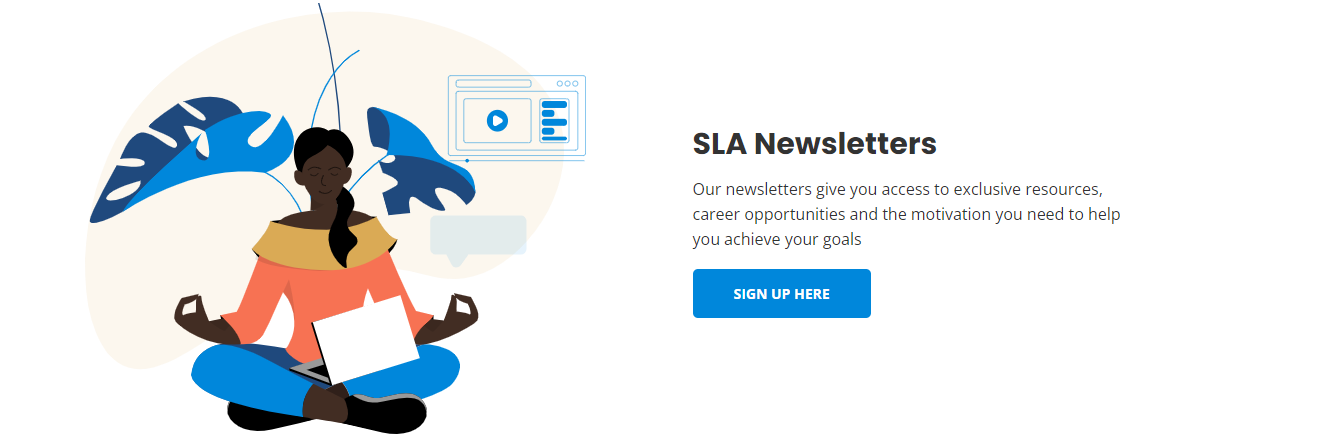 SLA Newsletters
Our newsletters give you access to exclusive resources,
career opportunities and the motivation you need to help
you achieve your goals
SIGN UP HERE